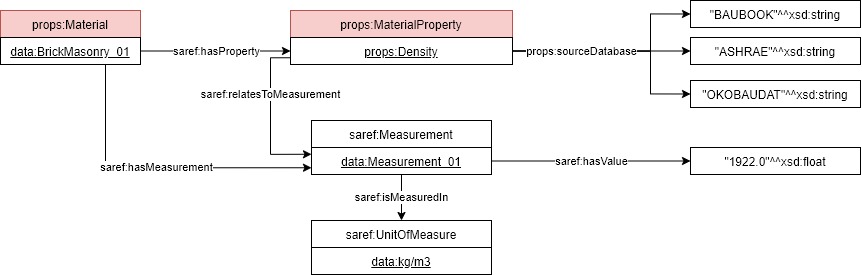 props:Material
props:MaterialProperty
"BAUBOOK"^^xsd:string
data:BrickMasonry_01
saref:hasProperty
props:Density
props:sourceDatabase
"ASHRAE"^^xsd:string
saref:relatesToMeasurement
"OKOBAUDAT"^^xsd:string
saref:Measurement
saref:hasMeasurement
data:Measurement_01
saref:hasValue
"1922.0"^^xsd:float
saref:isMeasuredIn
saref:UnitOfMeasure
data:kg/m3